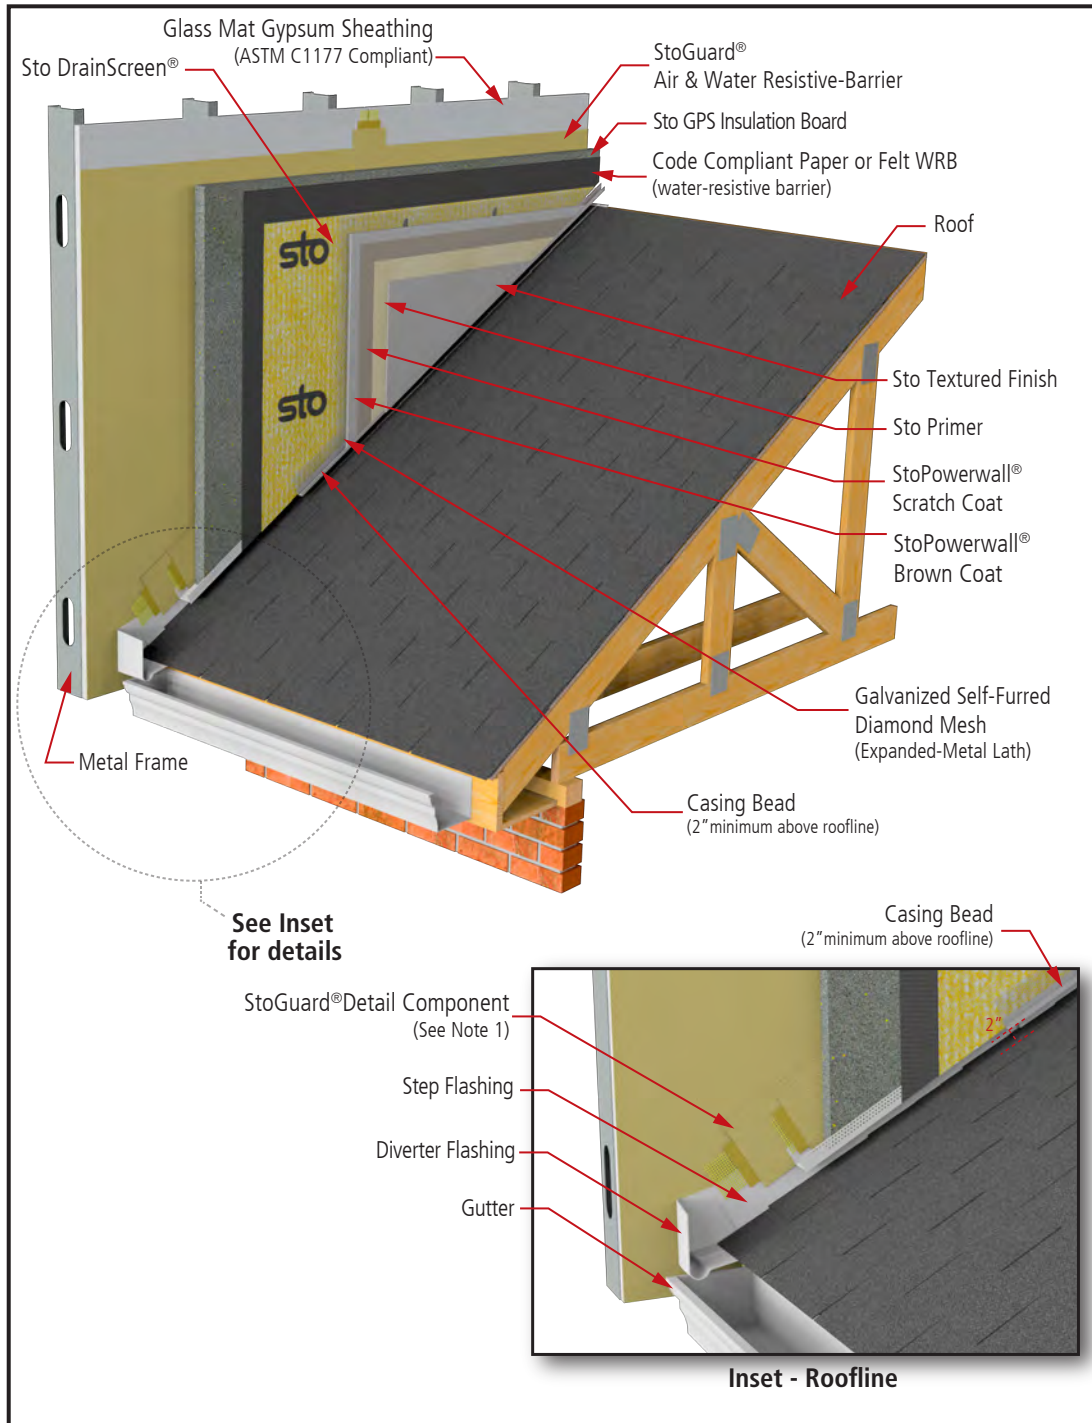 Glass Mat Gypsum Sheathing
(ASTM C1177 Compliant)
Sto DrainScreen®
StoGuard®
Air & Water Resistive-Barrier
Sto GPS Insulation Board
Code Compliant Paper or Felt WRB
(water-resistive barrier)
Roof
sto
sto
Sto Textured Finish
Sto Primer
StoPowerwall®
Scratch Coat
StoPowerwall®
Brown Coat
Galvanized Self-Furred
Diamond Mesh
(Expanded-Metal Lath)
Metal Frame
Casing Bead
(2"minimum above roofline)
See Inset
for details
Casing Bead
(2"minimum above roofline)
StoGuard®Detail Component
(See Note 1)
2"
Step Flashing
Diverter Flashing
Gutter
Inset - Roofline